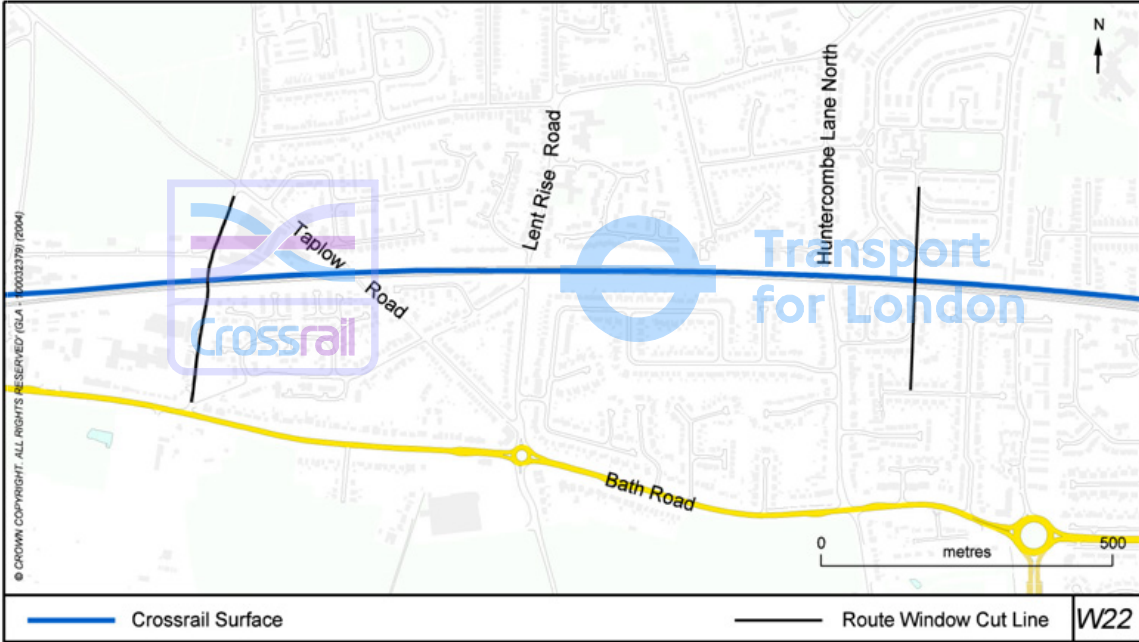 N
Huntercombe Lane North
Lent Rise Road
Taplow Road
Transport
for London
Crossrail
© CROWN COPYRIGHT. ALL RIGHTS RESERVED (GLA - 100032379) (2004)
Bath Road
0 metres 500
Crossrail Surface
Route Window Cut Line
W22